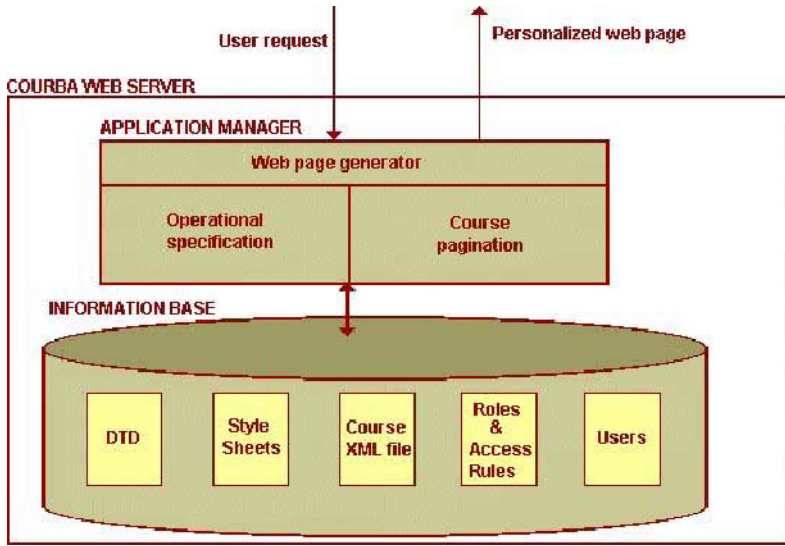 User request
Personalized web page
COURBA WEB SERVER
APPLICATION MANAGER
Web page generator
Operational
specification
Course
pagination
INFORMATION BASE
DTD
Style
Sheets
Course
XML file
Roles
&
Access
Rules
Users